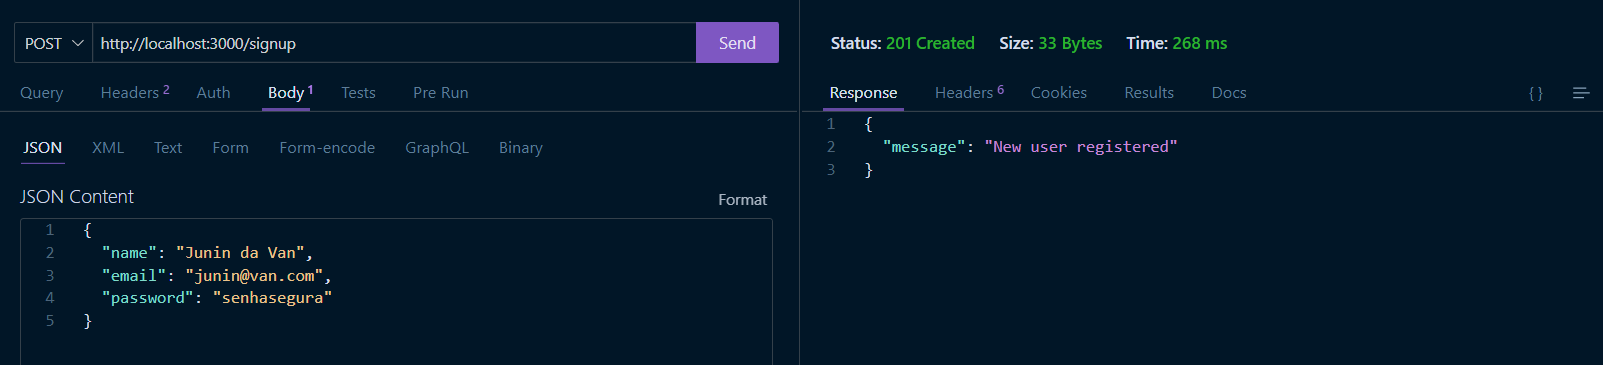 POST http://localhost:3000/signup Send
Query Headers 2 Auth Body 1 Tests Pre Run
JSON XML Text Form Form-encode GraphQL Binary
JSON Content Format
1 {
2 "name": "Junin da Van",
3 "email": "junin@van.com",
4 "password": "senhasegura"
5 }
Status: 201 Created Size: 33 Bytes Time: 268 ms
Response Headers 6 Cookies Results Docs { }
1 {
2 "message": "New user registered"
3 }